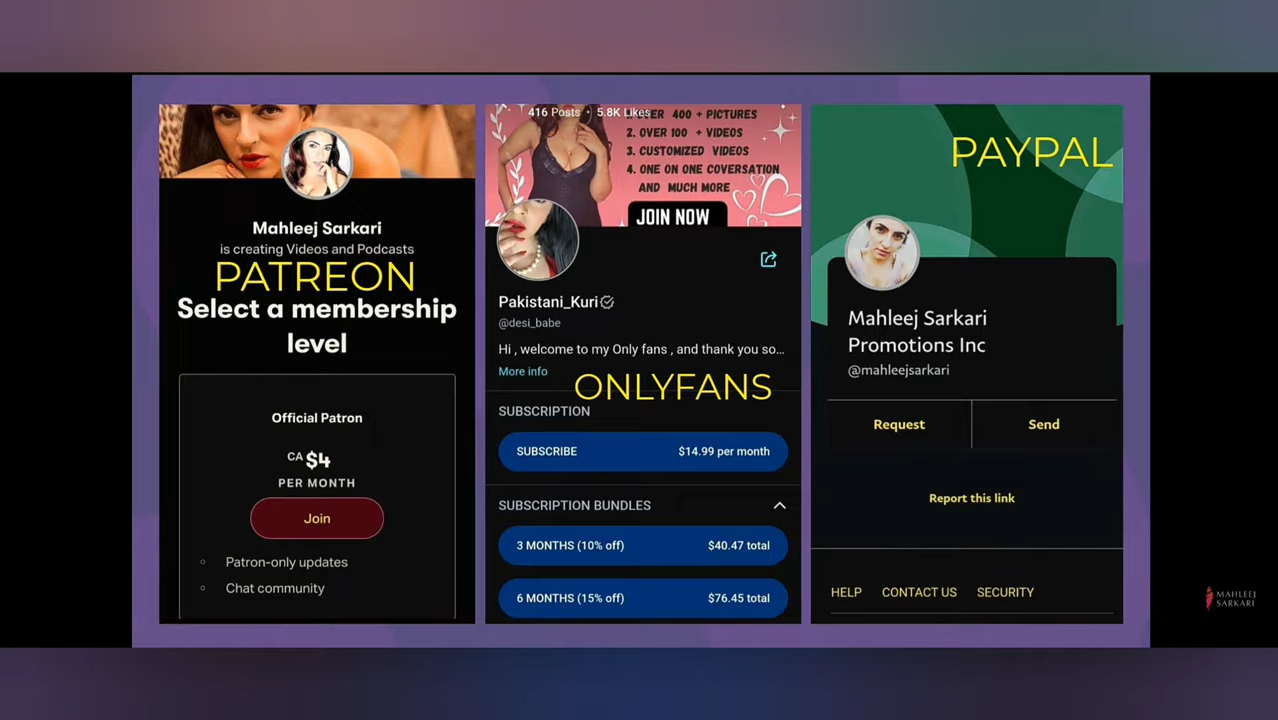 Mahleej Sarkari
is creating Videos and Podcasts
PATREON
Select a membership
level
Official Patron
CA $4
PER MONTH
Join
Patron-only updates
Chat community
416 Posts · 5.8K Likes
400 + PICTURES
2. OVER 100 + VIDEOS
3. CUSTOMIZED VIDEOS
4. ONE ON ONE COVERSATION
AND MUCH MORE
JOIN NOW
Pakistani_Kuri
@desi_babe
Hi , welcome to my Only fans , and thank you so...
More info
ONLYFANS
SUBSCRIPTION
SUBSCRIBE $14.99 per month
SUBSCRIPTION BUNDLES
3 MONTHS (10% off) $40.47 total
6 MONTHS (15% off) $76.45 total
PAYPAL
Mahleej Sarkari
Promotions Inc
@mahleejsarkari
Request Send
Report this link
HELP CONTACT US SECURITY
MAHLEEJ
SARKARI